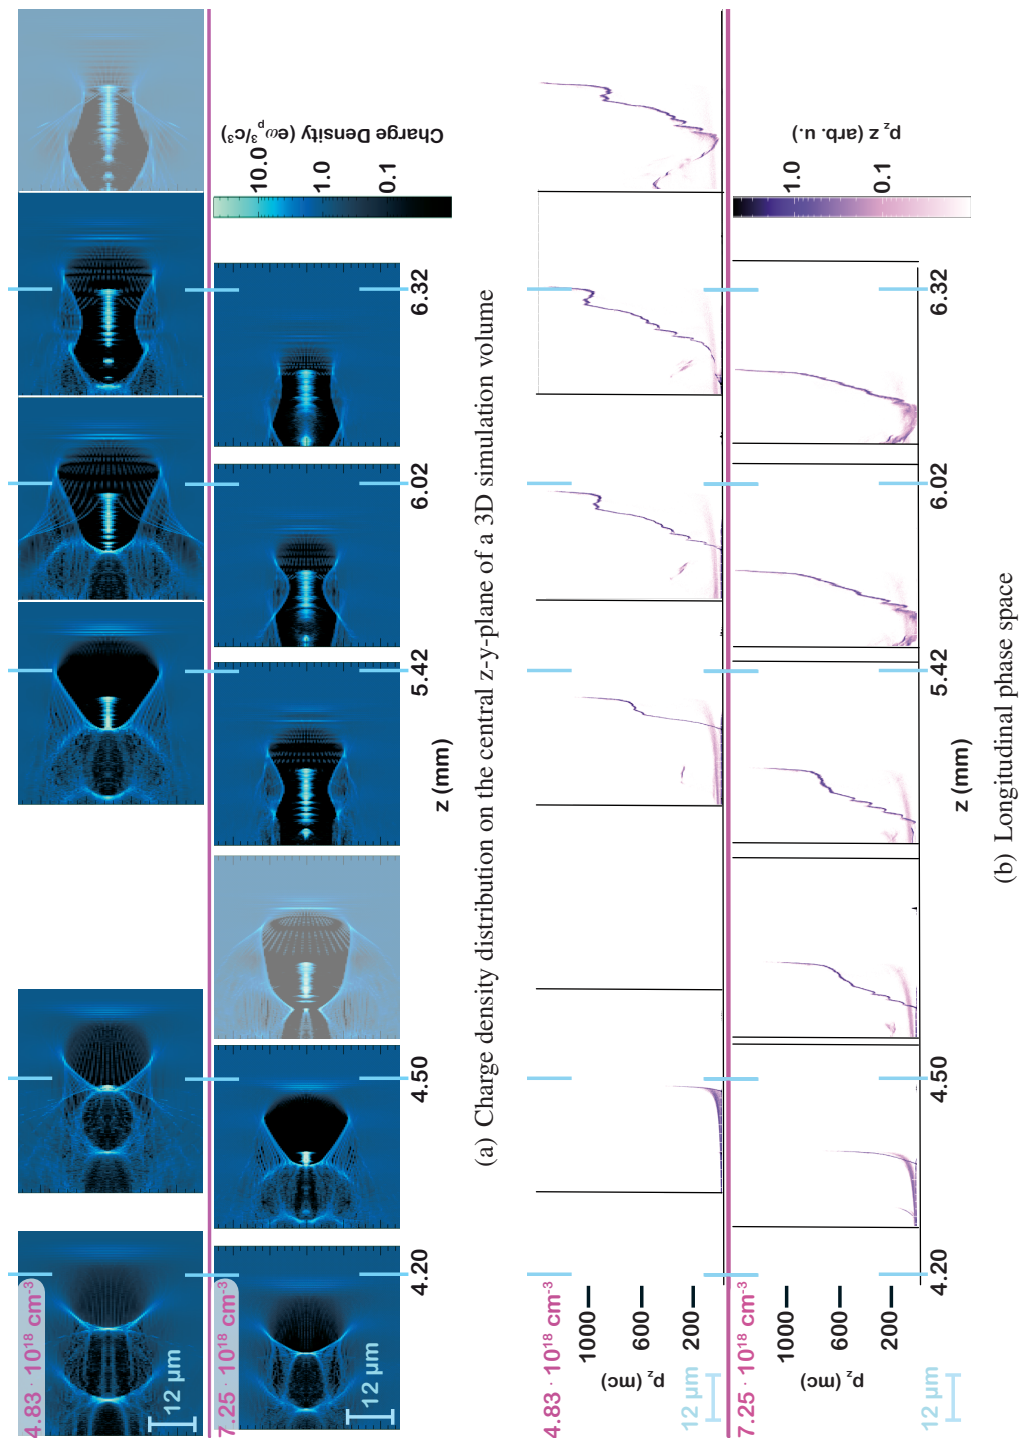 4.83 · 10¹⁸ cm⁻³
12 µm
7.25 · 10¹⁸ cm⁻³
12 µm
10.0
1.0
0.1
Charge Density (eωₚ³/c³)
4.20
4.50
5.42
6.02
6.32
z (mm)
(a) Charge density distribution on the central z-y-plane of a 3D simulation volume
4.83 · 10¹⁸ cm⁻³
1000
600
200
p_z (mc)
12 µm
7.25 · 10¹⁸ cm⁻³
1000
600
200
p_z (mc)
12 µm
1.0
0.1
p_z z (arb. u.)
4.20
4.50
5.42
6.02
6.32
z (mm)
(b) Longitudinal phase space